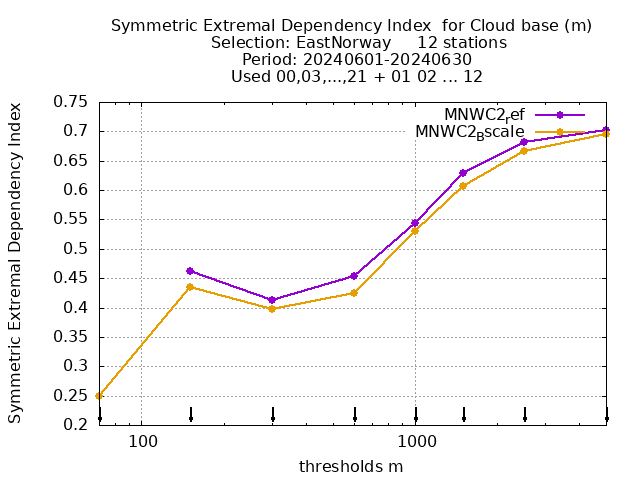 Symmetric Extremal Dependency Index for Cloud base (m)
Selection: EastNorway 12 stations
Period: 20240601-20240630
Used 00,03,...,21 + 01 02 ... 12
Symmetric Extremal Dependency Index
0.75
0.7
0.65
0.6
0.55
0.5
0.45
0.4
0.35
0.3
0.25
0.2
MNWC2ref
MNWC2Bscale
100 1000
thresholds m